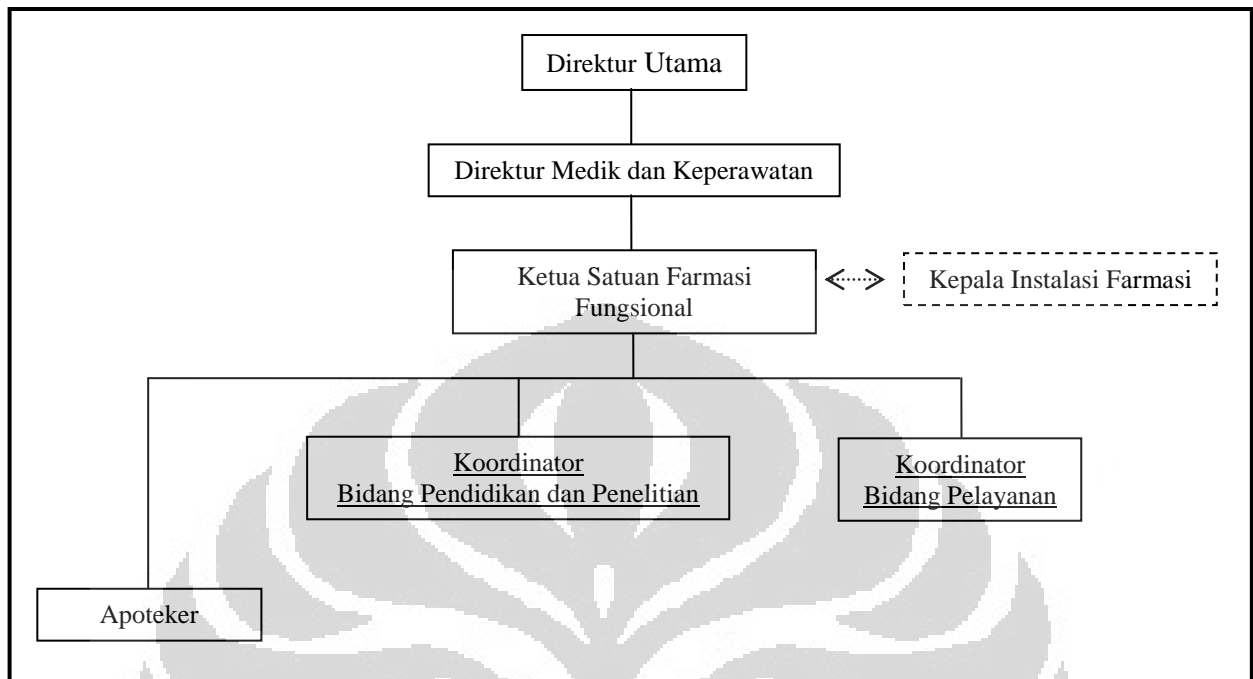 Direktur Utama
Direktur Medik dan Keperawatan
Ketua Satuan Farmasi
Fungsional
Kepala Instalasi Farmasi
Koordinator
Bidang Pendidikan dan Penelitian
Koordinator
Bidang Pelayanan
Apoteker